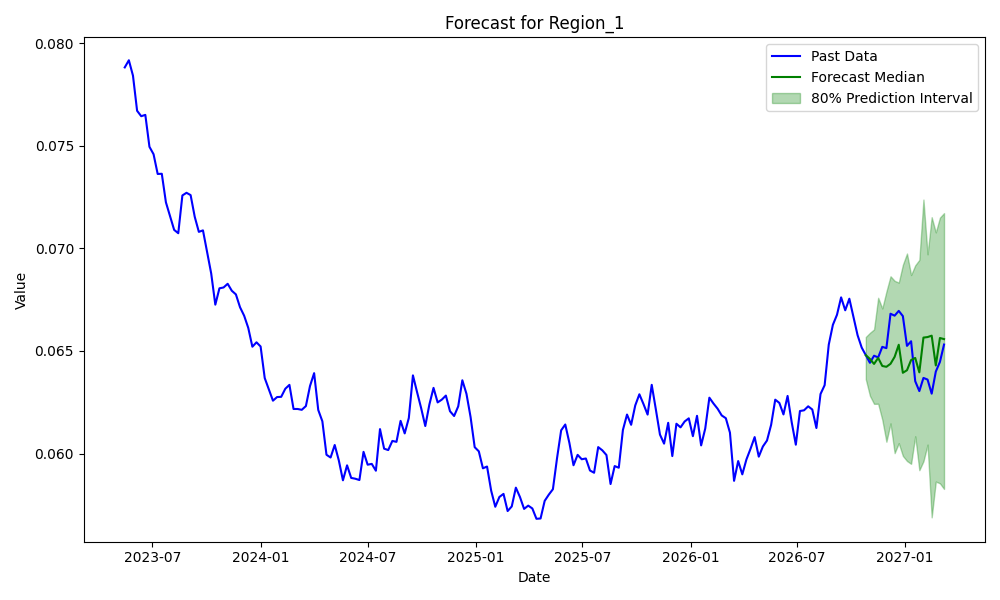 Forecast for Region_1
Past Data
Forecast Median
80% Prediction Interval
Value
0.080
0.075
0.070
0.065
0.060
2023-07
2024-01
2024-07
2025-01
2025-07
2026-01
2026-07
2027-01
Date